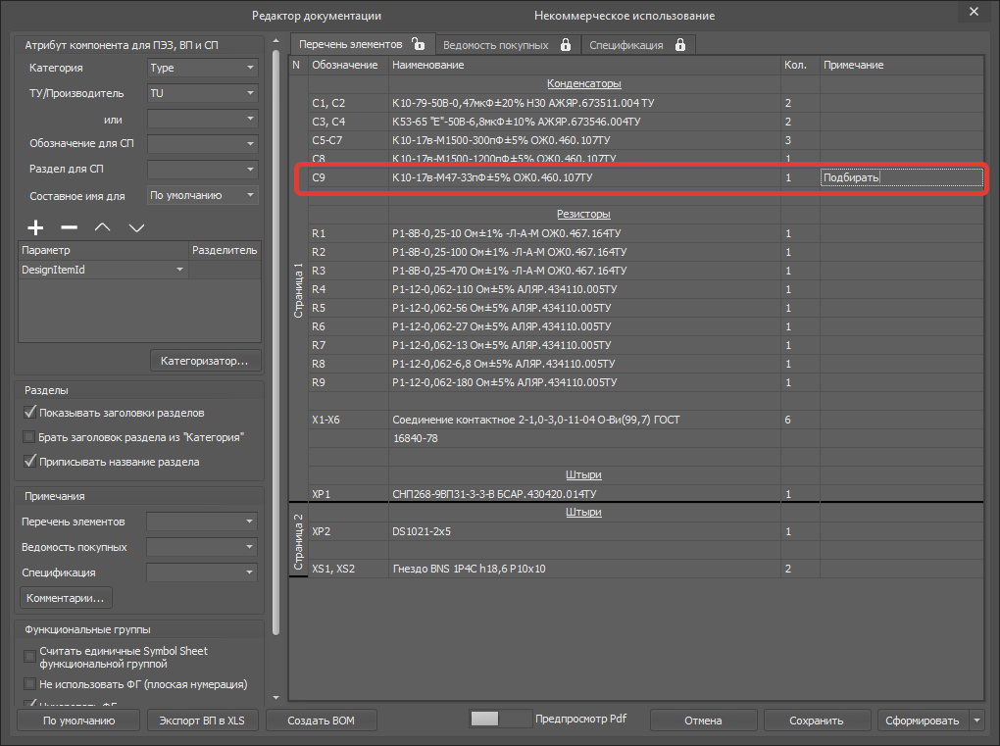 Редактор документации Некоммерческое использование
Атрибут компонента для ПЭЗ, ВП и СП
Категория Type
ТУ/Производитель TU
или
Обозначение для СП
Раздел для СП
Составное имя для По умолчанию
Параметр Разделитель
DesignItemId
Категоризатор...
Разделы
Показывать заголовки разделов
Брать заголовок раздела из "Категория"
Приписывать название раздела
Примечания
Перечень элементов
Ведомость покупных
Спецификация
Комментарии...
Функциональные группы
Считать единичные Symbol Sheet
функциональной группой
Не использовать ФГ (плоская нумерация)
Нумеровать ФГ
Перечень элементов Ведомость покупных Спецификация
N Обозначение Наименование Кол. Примечание
Страница 1
Конденсаторы
C1, C2 К10-79-50В-0,47мкФ±20% Н30 АЖЯР.673511.004 ТУ 2
C3, C4 К53-65 "Е"-50В-6,8мкФ±10% АЖЯР.673546.004ТУ 2
C5-C7 К10-17в-М1500-300пФ±5% ОЖ0.460.107ТУ 3
C8 К10-17в-М1500-1200пФ±5% ОЖ0.460.107ТУ 1
C9 К10-17в-М47-33пФ±5% ОЖ0.460.107ТУ 1 Подбирать
Резисторы
R1 Р1-8В-0,25-10 Ом±1% -Л-А-М ОЖ0.467.164ТУ 1
R2 Р1-8В-0,25-100 Ом±1% -Л-А-М ОЖ0.467.164ТУ 1
R3 Р1-8В-0,25-470 Ом±1% -Л-А-М ОЖ0.467.164ТУ 1
R4 Р1-12-0,062-110 Ом±5% АЛЯР.434110.005ТУ 1
R5 Р1-12-0,062-56 Ом±5% АЛЯР.434110.005ТУ 1
R6 Р1-12-0,062-27 Ом±5% АЛЯР.434110.005ТУ 1
R7 Р1-12-0,062-13 Ом±5% АЛЯР.434110.005ТУ 1
R8 Р1-12-0,062-6,8 Ом±5% АЛЯР.434110.005ТУ 1
R9 Р1-12-0,062-180 Ом±5% АЛЯР.434110.005ТУ 1
X1-X6 Соединение контактное 2-1,0-3,0-11-04 О-Ви(99,7) ГОСТ 6
16840-78
Штыри
XP1 СНП268-9ВП31-3-3-В БСАР.430420.014ТУ 1
Страница 2
Штыри
XP2 DS1021-2x5 1
XS1, XS2 Гнездо BNS 1P4C h18,6 P10x10 2
По умолчанию Экспорт ВП в XLS Создать BOM Предпросмотр Pdf Отмена Сохранить Сформировать